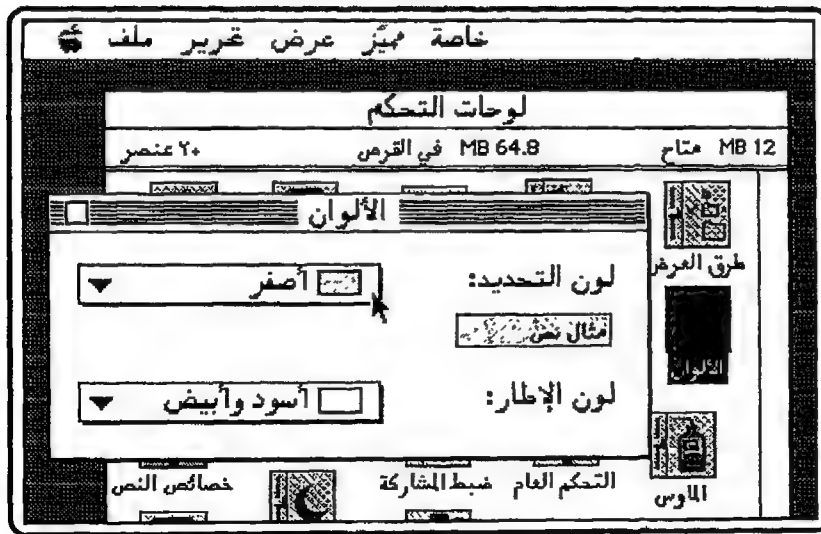 ملف تحرير عرض مميّز خاصة
لوحات التحكم
٢٠ عنصر 64.8 MB في القرص 12 MB متاح
الألوان
طرق العرض
لون التحديد: أصفر
مثال نص
الألوان
لون الإطار: أسود وأبيض
الماوس
التحكم العام ضبط المشاركة خصائص النص